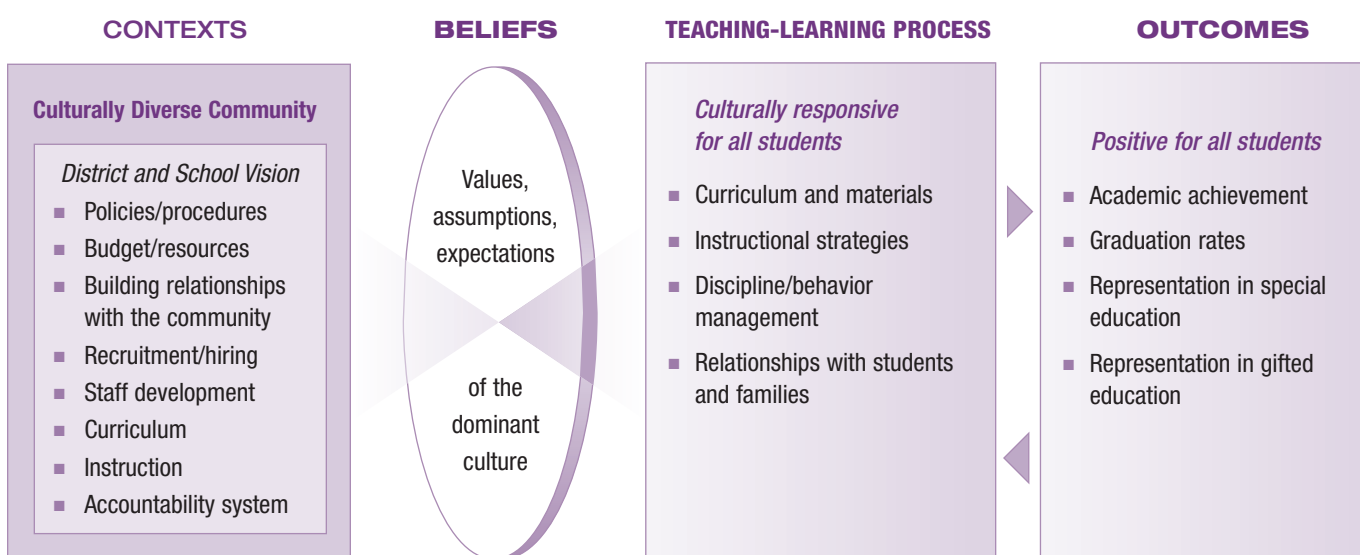 CONTEXTS
Culturally Diverse Community
District and School Vision
■ Policies/procedures
■ Budget/resources
■ Building relationships
with the community
■ Recruitment/hiring
■ Staff development
■ Curriculum
■ Instruction
■ Accountability system
BELIEFS
Values,
assumptions,
expectations
of the
dominant
culture
TEACHING-LEARNING PROCESS
Culturally responsive
for all students
■ Curriculum and materials
■ Instructional strategies
■ Discipline/behavior
management
■ Relationships with students
and families
OUTCOMES
Positive for all students
■ Academic achievement
■ Graduation rates
■ Representation in special
education
■ Representation in gifted
education